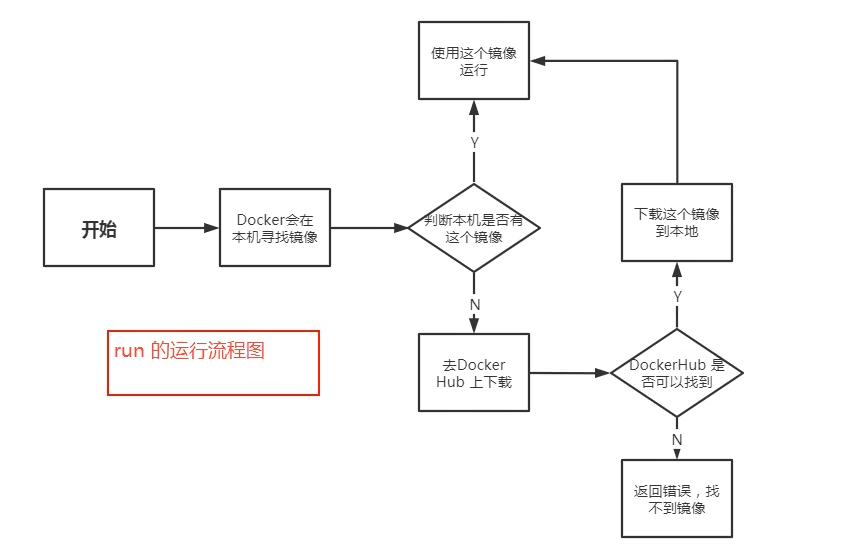 使用这个镜像
运行
Y
开始
Docker会在
本机寻找镜像
判断本机是否有
这个镜像
下载这个镜像
到本地
N
Y
run 的运行流程图
去Docker
Hub 上下载
DockerHub 是
否可以找到
N
返回错误，找
不到镜像